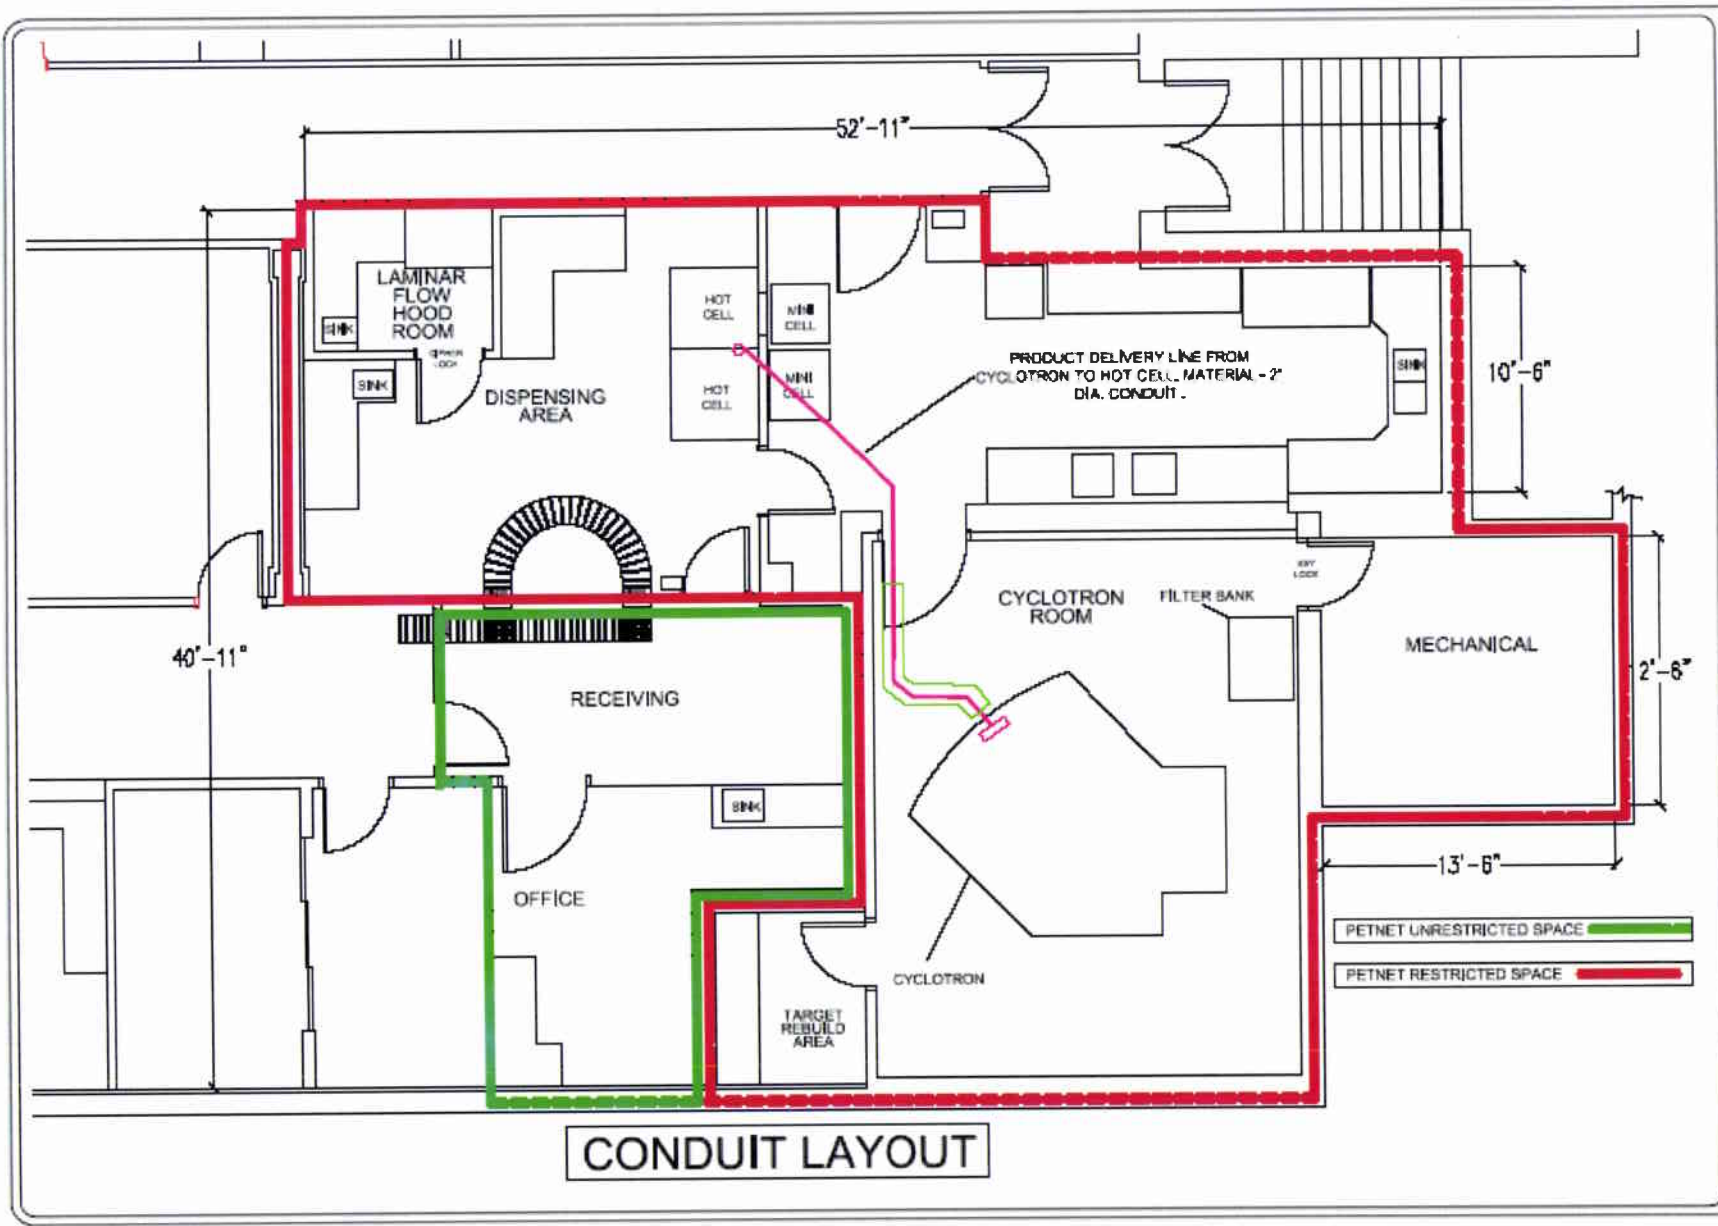 52'-11"
LAMINAR
FLOW
HOOD
ROOM
SINK
LOCK
SINK
DISPENSING
AREA
HOT
CELL
HOT
CELL
MINI
CELL
MINI
CELL
PRODUCT DELIVERY LINE FROM
CYCLOTRON TO HOT CELL. MATERIAL - 2"
DIA. CONDUIT.
SINK
10'-6"
KEY
LOCK
CYCLOTRON
ROOM
FILTER BANK
MECHANICAL
2'-6"
40'-11"
RECEIVING
SINK
OFFICE
13'-6"
CYCLOTRON
TARGET
REBUILD
AREA
PETNET UNRESTRICTED SPACE
PETNET RESTRICTED SPACE
CONDUIT LAYOUT